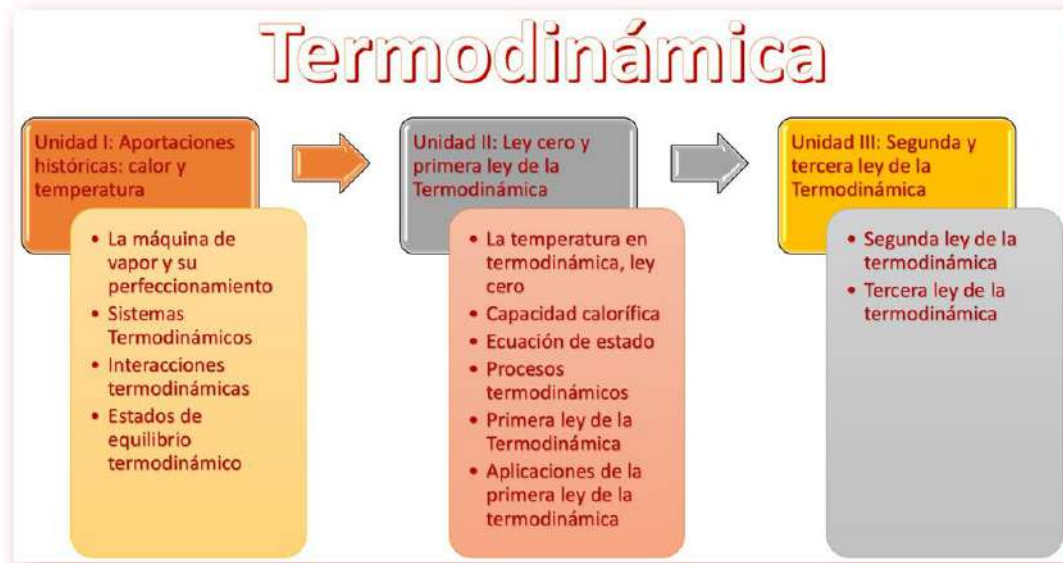 Termodinámica
Unidad I: Aportaciones
históricas: calor y
temperatura
• La máquina de
vapor y su
perfeccionamiento
• Sistemas
Termodinámicos
• Interacciones
termodinámicas
• Estados de
equilibrio
termodinámico
Unidad II: Ley cero y
primera ley de la
Termodinámica
• La temperatura en
termodinámica, ley
cero
• Capacidad calorífica
• Ecuación de estado
• Procesos
termodinámicos
• Primera ley de la
Termodinámica
• Aplicaciones de la
primera ley de la
termodinámica
Unidad III: Segunda y
tercera ley de la
Termodinámica
• Segunda ley de la
termodinámica
• Tercera ley de la
termodinámica